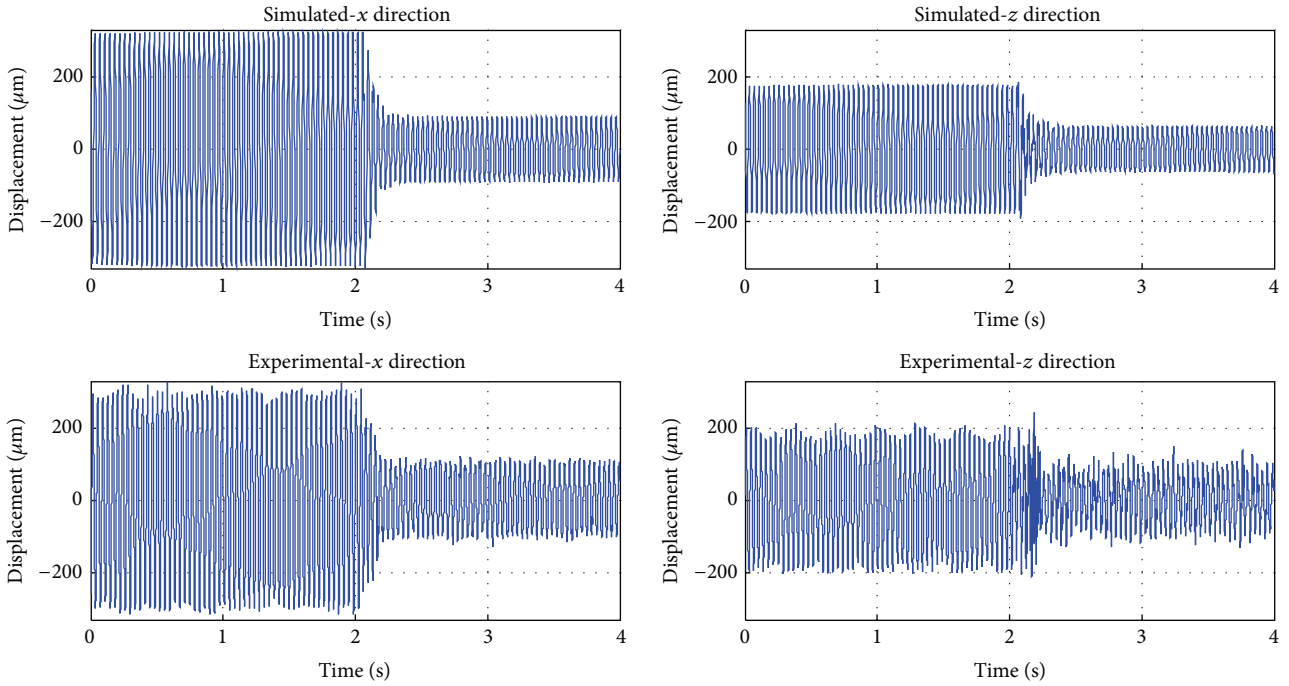 Simulated-x direction
Displacement (μm)
200
0
−200
0 1 2 3 4
Time (s)
Simulated-z direction
Displacement (μm)
200
0
−200
0 1 2 3 4
Time (s)
Experimental-x direction
Displacement (μm)
200
0
−200
0 1 2 3 4
Time (s)
Experimental-z direction
Displacement (μm)
200
0
−200
0 1 2 3 4
Time (s)